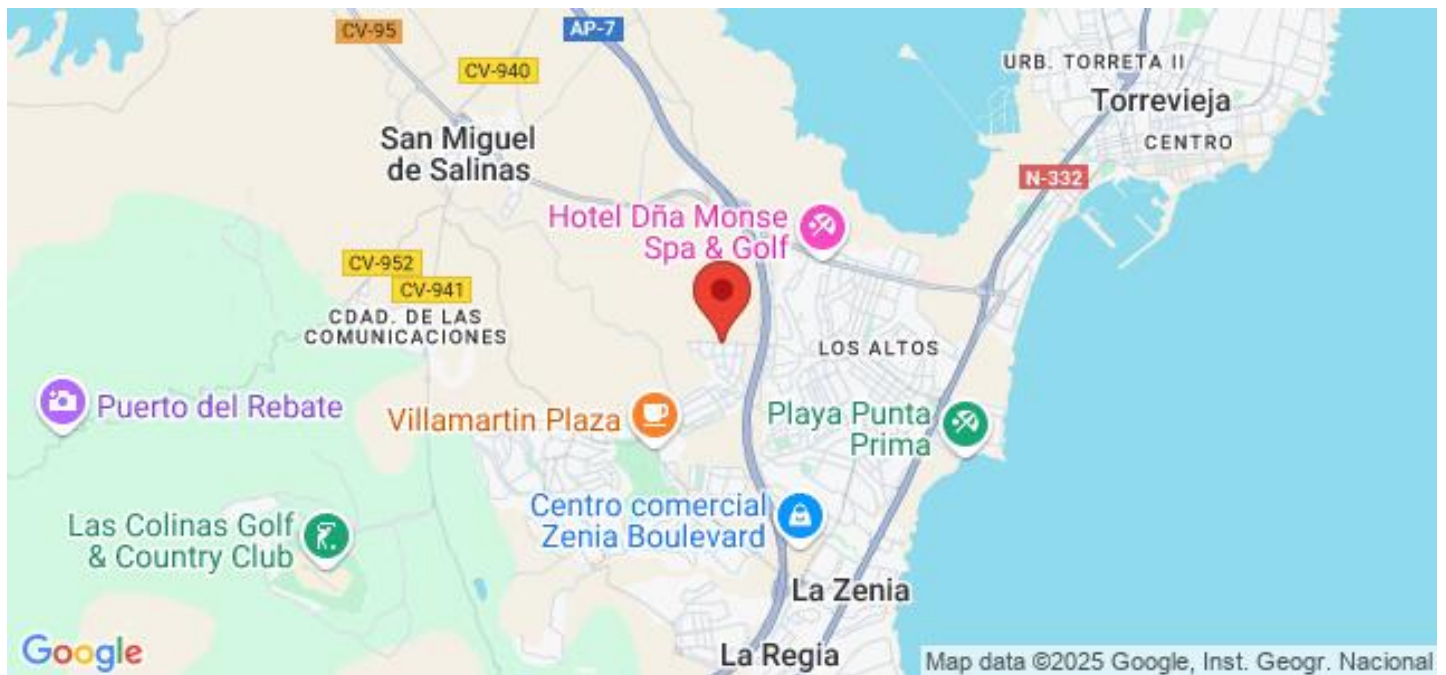 CV-95
AP-7
CV-940
URB. TORRETA II
Torrevieja
CENTRO
San Miguel
de Salinas
N-332
Hotel Dña Monse
Spa & Golf
CV-952
CV-941
CDAD. DE LAS
COMUNICACIONES
LOS ALTOS
Puerto del Rebate
Villamartin Plaza
Playa Punta
Prima
Centro comercial
Zenia Boulevard
Las Colinas Golf
& Country Club
La Zenia
La Regia
Google
Map data ©2025 Google, Inst. Geogr. Nacional